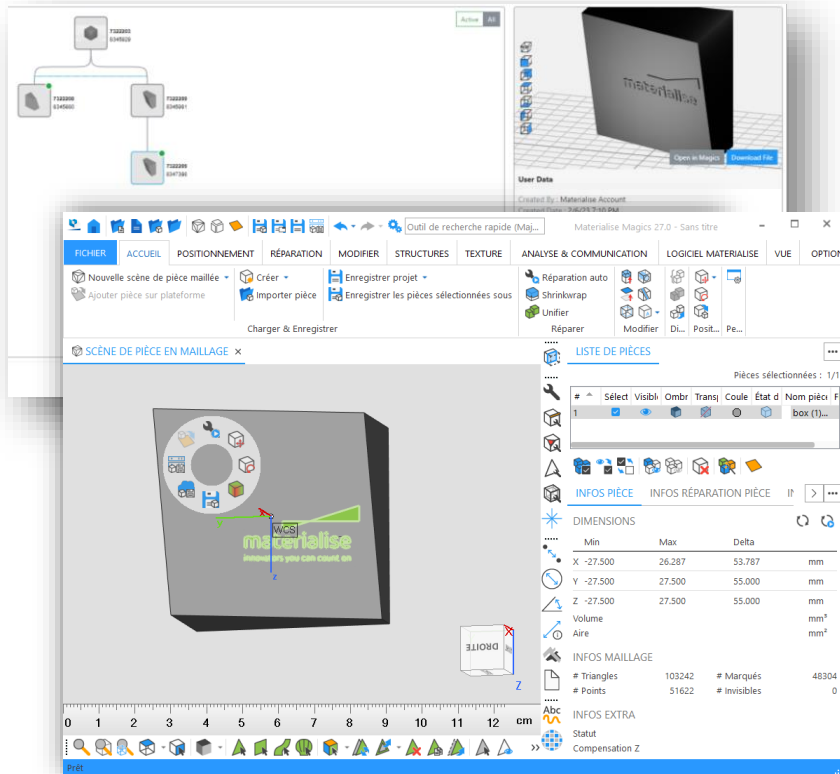 Active All
7322203
materialise
Open in Magics Download File
User Data
Created By : Materialise Account
Outil de recherche rapide (Maj...
Materialise Magics 27.0 - Sans titre
FICHIER ACCUEIL POSITIONNEMENT RÉPARATION MODIFIER STRUCTURES TEXTURE ANALYSE & COMMUNICATION LOGICIEL MATERIALISE VUE OPTION
Nouvelle scène de pièce maillée Créer Enregistrer projet Réparation auto
Ajouter pièce sur plateforme Importer pièce Enregistrer les pièces sélectionnées sous Shrinkwrap
Unifier
Charger & Enregistrer Réparer Modifier Di... Posit... Pe...
SCÈNE DE PIÈCE EN MAILLAGE
LISTE DE PIÈCES
Pièces sélectionnées : 1/1
# Sélect Visibl Ombr Transp Coule État d Nom pièce F
1 box (1)...
INFOS PIÈCE INFOS RÉPARATION PIÈCE
DIMENSIONS
Min Max Delta
X -27.500 26.287 53.787 mm
Y -27.500 27.500 55.000 mm
Z -27.500 27.500 55.000 mm
Volume mm³
Aire mm²
INFOS MAILLAGE
# Triangles 103242 # Marqués 48304
# Points 51622 # Invisibles 0
INFOS EXTRA
Statut
Compensation Z
WCS
materialise
innovators you can count on
z
DROITE
X
Z
0 1 2 3 4 5 6 7 8 9 10 11 12 cm
Abc
Prêt